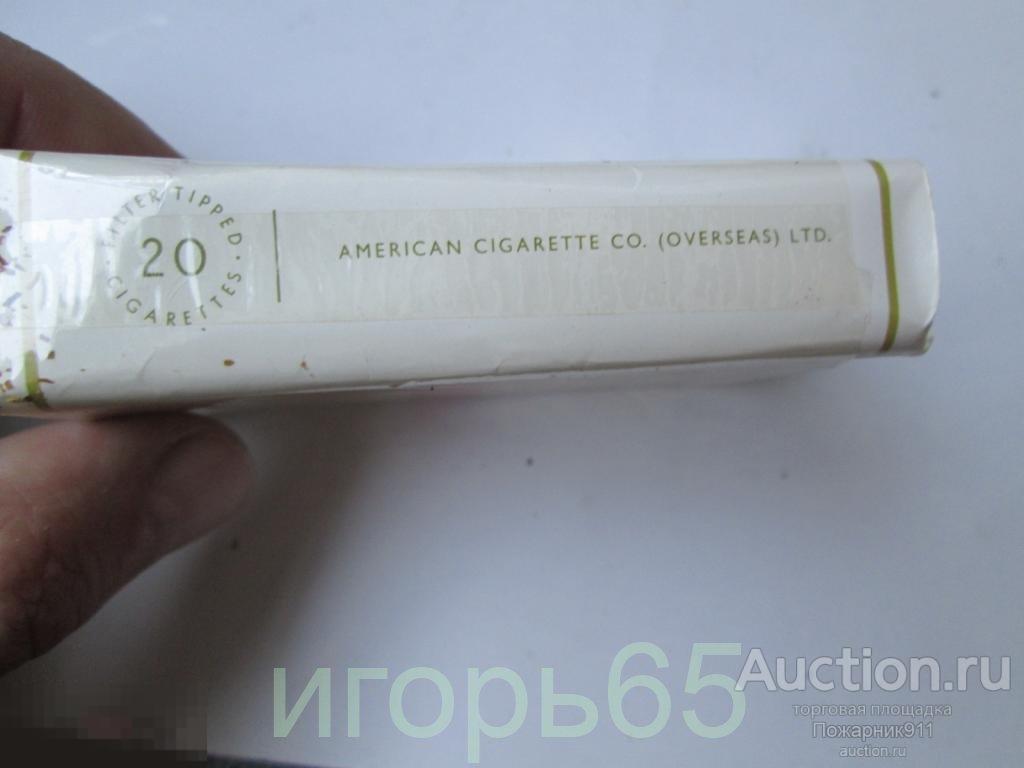 FILTER TIPPED
20
CIGARETTES
AMERICAN CIGARETTE CO. (OVERSEAS) LTD.
игорь65
Auction.ru
торговая площадка
Пожарник911
auction.ru